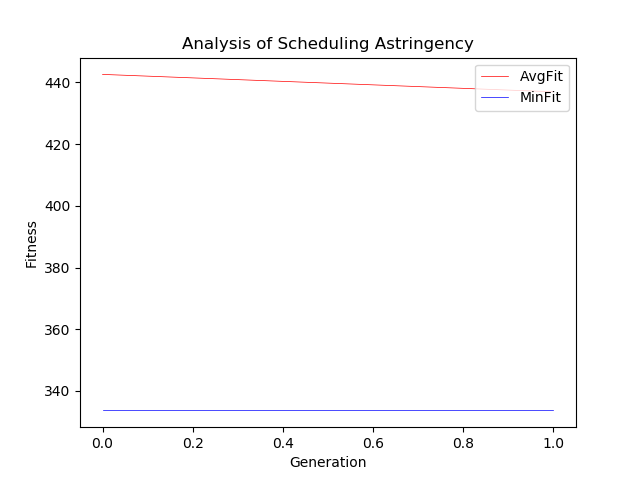 Analysis of Scheduling Astringency
AvgFit
MinFit
440
420
400
380
360
340
Fitness
0.0 0.2 0.4 0.6 0.8 1.0
Generation